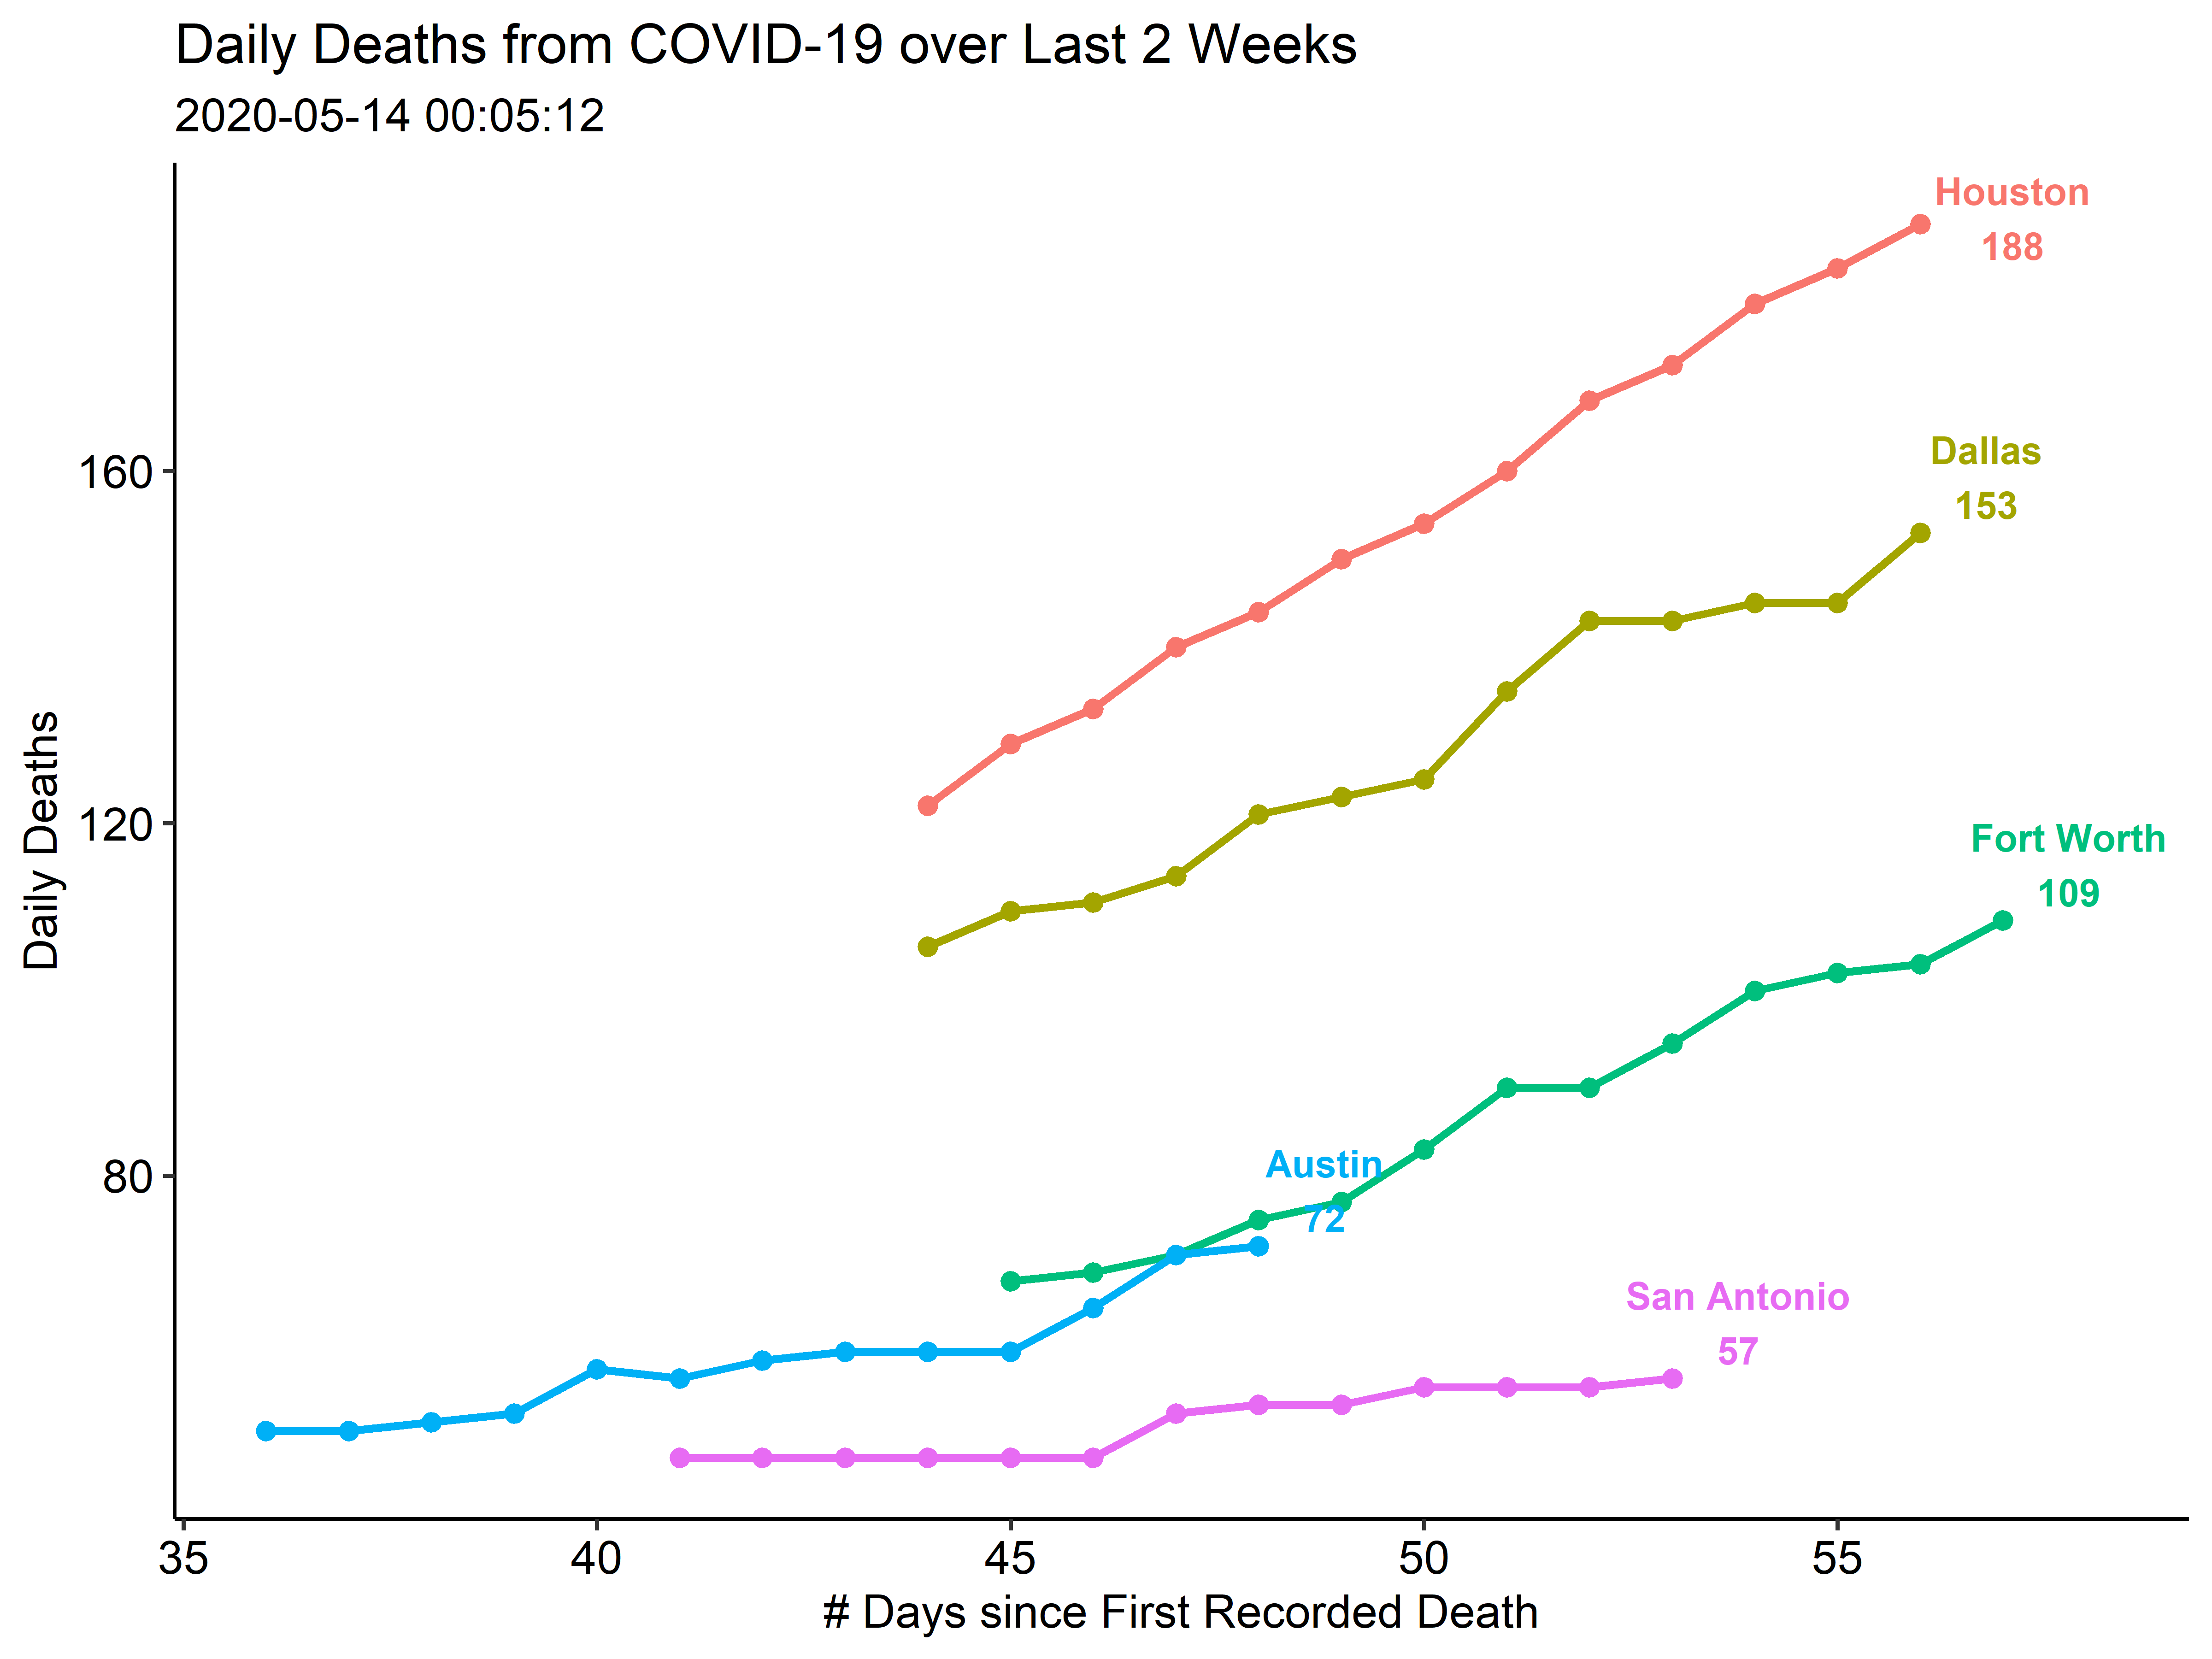 Daily Deaths from COVID-19 over Last 2 Weeks
2020-05-14 00:05:12
Houston
188
160
Dallas
153
Daily Deaths
120
Fort Worth
109
80
Austin
72
San Antonio
57
35 40 45 50 55
# Days since First Recorded Death